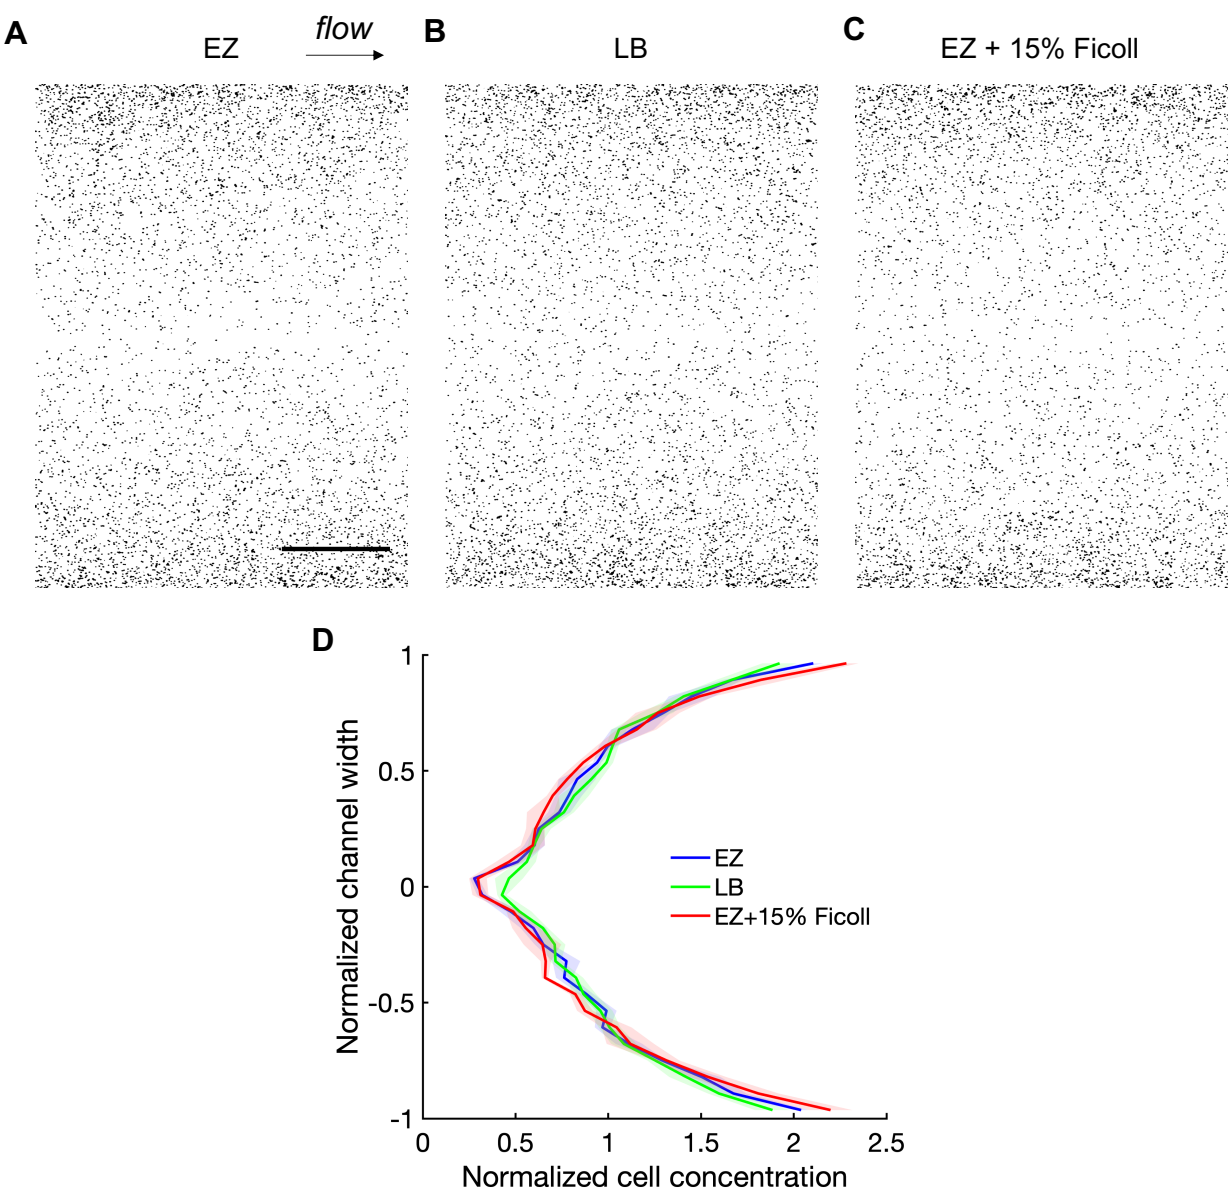 A
EZ
flow
B
LB
C
EZ + 15% Ficoll
D
Normalized channel width
1
0.5
0
-0.5
-1
EZ
LB
EZ+15% Ficoll
0
0.5
1
1.5
2
2.5
Normalized cell concentration